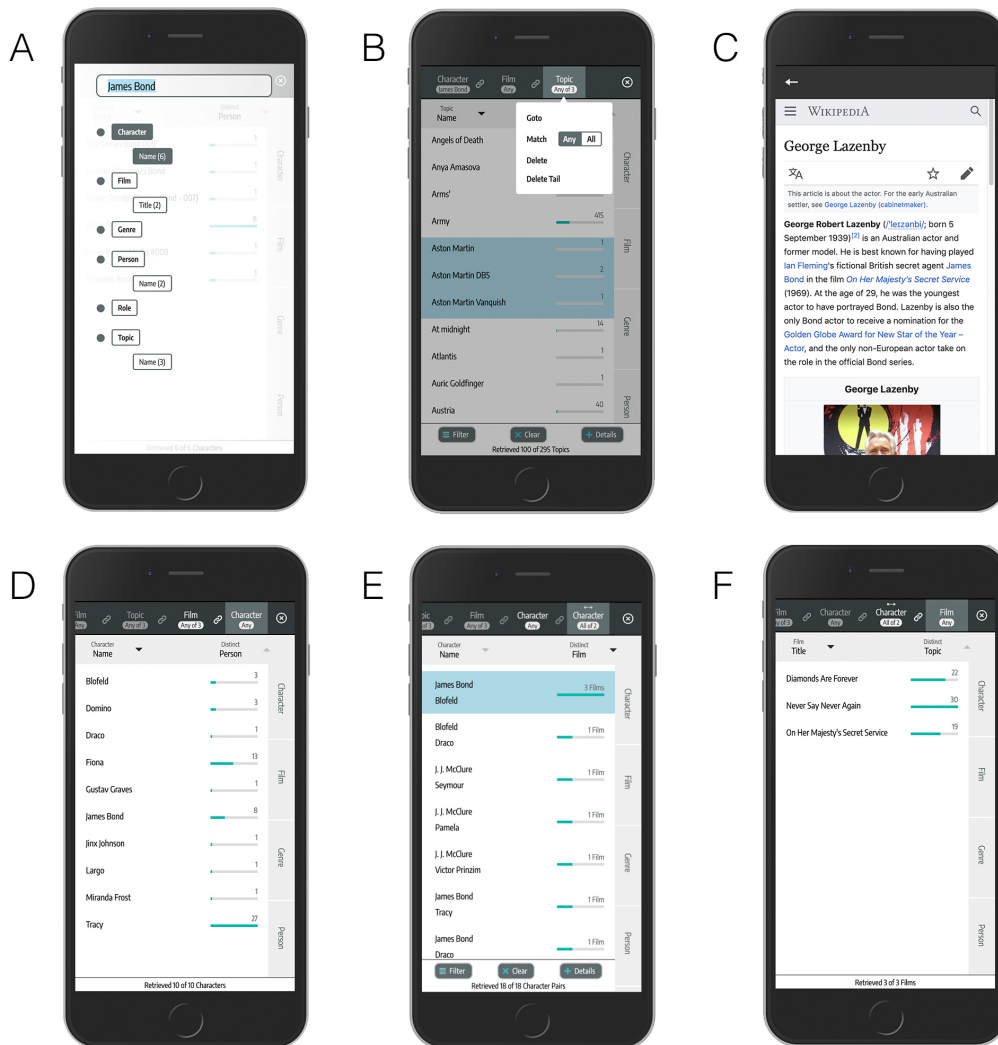 A
James Bond
Distinct
Person
Character
Name (6)
Film
Title (2)
Genre
Person
Name (2)
Role
Topic
Name (3)
1
1
8
1
1
Character
Film
Genre
Person
Retrieved 6 of 6 Characters
B
Character
James Bond
Film
Any
Topic
Any of 3
Topic
Name
Goto
Match Any All
Delete
Delete Tail
Angels of Death
Anya Amasova
Arms'
Army 415
Aston Martin 1
Aston Martin DB5 2
Aston Martin Vanquish 1
At midnight 14
Atlantis 1
Auric Goldfinger 1
Austria 40
Character
Film
Genre
Person
Filter Clear Details
Retrieved 100 of 295 Topics
C
WIKIPEDIA
George Lazenby
This article is about the actor. For the early Australian
settler, see George Lazenby (cabinetmaker).
George Robert Lazenby (/ˈleɪzənbi/; born 5
September 1939)[2] is an Australian actor and
former model. He is best known for having played
Ian Fleming's fictional British secret agent James
Bond in the film On Her Majesty's Secret Service
(1969). At the age of 29, he was the youngest
actor to have portrayed Bond. Lazenby is also the
only Bond actor to receive a nomination for the
Golden Globe Award for New Star of the Year –
Actor, and the only non-European actor take on
the role in the official Bond series.
George Lazenby
D
Film
Any
Topic
Any of 3
Film
Any of 3
Character
Any
Character
Name
Distinct
Person
Blofeld 3
Domino 3
Draco 1
Fiona 13
Gustav Graves 1
James Bond 8
Jinx Johnson 1
Largo 1
Miranda Frost 1
Tracy 27
Character
Film
Genre
Person
Retrieved 10 of 10 Characters
E
pic
of 3
Film
Any of 3
Character
Any
Character
All of 2
Character
Name
Distinct
Film
James Bond
Blofeld
3 Films
Blofeld
Draco
1 Film
J. J. McClure
Seymour
1 Film
J. J. McClure
Pamela
1 Film
J. J. McClure
Victor Prinzim
1 Film
James Bond
Tracy
1 Film
James Bond
Draco
1 Film
Character
Film
Genre
Person
Filter Clear Details
Retrieved 18 of 18 Character Pairs
F
Film
y of 3
Character
Any
Character
All of 2
Film
Any
Film
Title
Distinct
Topic
Diamonds Are Forever 22
Never Say Never Again 30
On Her Majesty's Secret Service 19
Character
Film
Genre
Person
Retrieved 3 of 3 Films